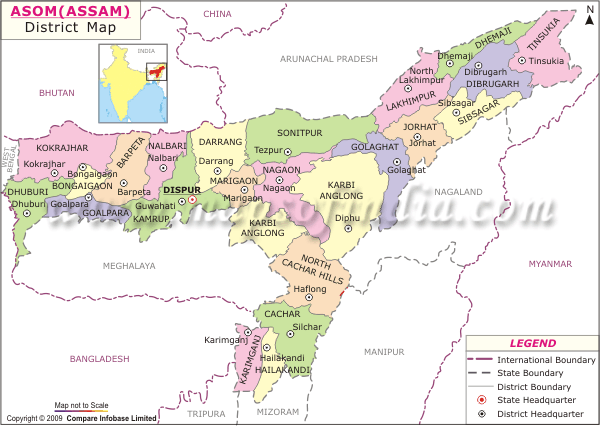 ASOM(ASSAM)
District Map
CHINA
N
INDIA
BHUTAN
ARUNACHAL PRADESH
TINSUKIA
Tinsukia
DHEMAJI
Dhemaji
Dibrugarh
DIBRUGARH
North
Lakhimpur
LAKHIMPUR
Sibsagar
SIBSAGAR
JORHAT
Jorhat
SONITPUR
Tezpur
GOLAGHAT
Golaghat
WEST
BENGAL
KOKRAJHAR
Kokrajhar
BARPETA
Barpeta
NALBARI
Nalbari
DARRANG
Darrang
Bongaigaon
BONGAIGAON
NAGAON
Nagaon
MARIGAON
Marigaon
KARBI
ANGLONG
Diphu
DHUBURI
Dhuburi
Goalpara
GOALPARA
DISPUR
Guwahati
KAMRUP
KARBI
ANGLONG
NAGALAND
www.mapsofindia.com
MEGHALAYA
NORTH
CACHAR HILLS
Haflong
MYANMAR
CACHAR
Silchar
Karimganj
KARIMGANJ
Hailakandi
HAILAKANDI
MANIPUR
BANGLADESH
TRIPURA
MIZORAM
LEGEND
International Boundary
State Boundary
District Boundary
State Headquarter
District Headquarter
Map not to Scale
Copyright © 2009 Compare Infobase Limited